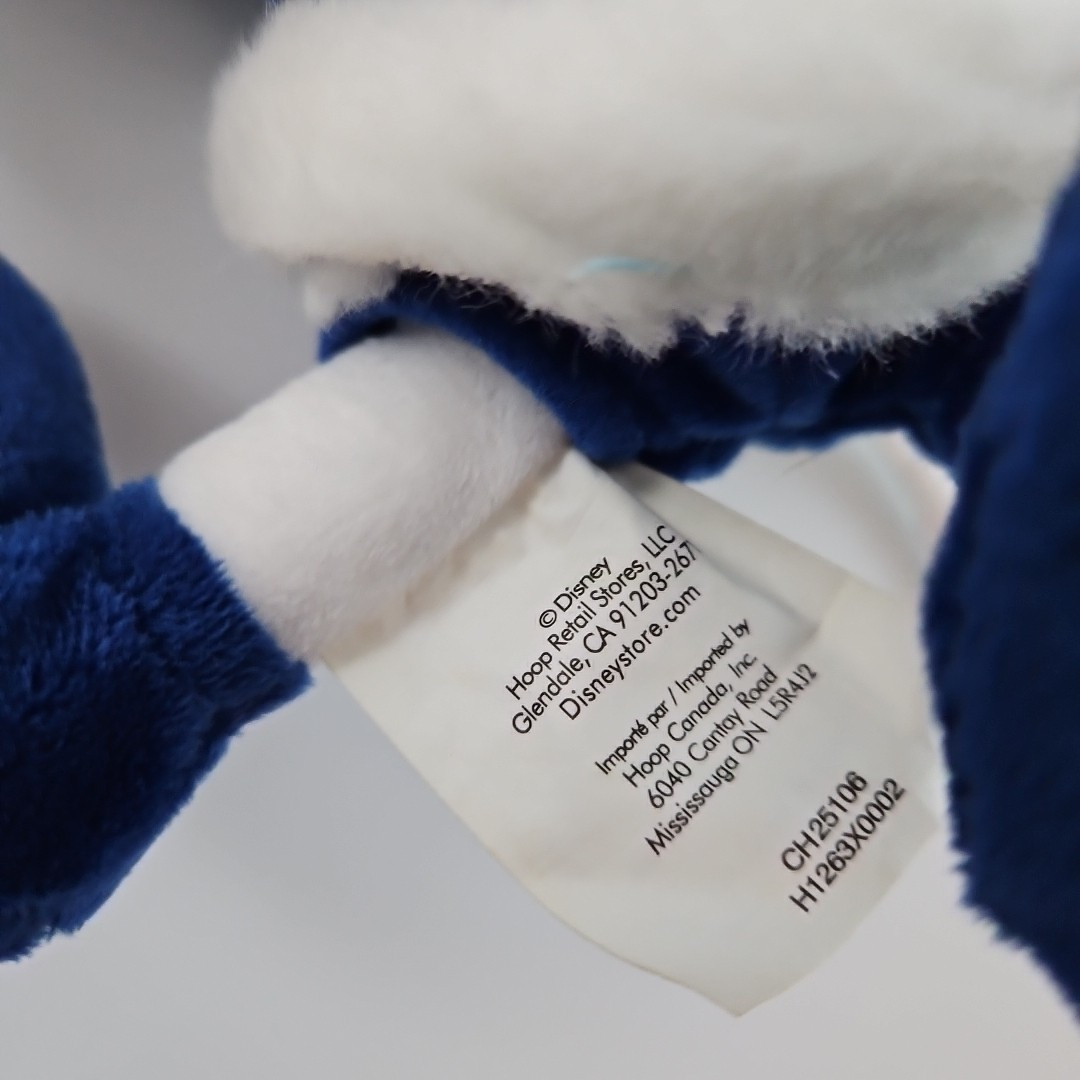 © Disney
Hoop Retail Stores, LLC
Glendale, CA 91203-267
Disneystore.com
Importé par / Imported by
Hoop Canada, Inc.
6040 Cantay Road
Mississauga ON L5R4J2
CH25106
H1263X0002